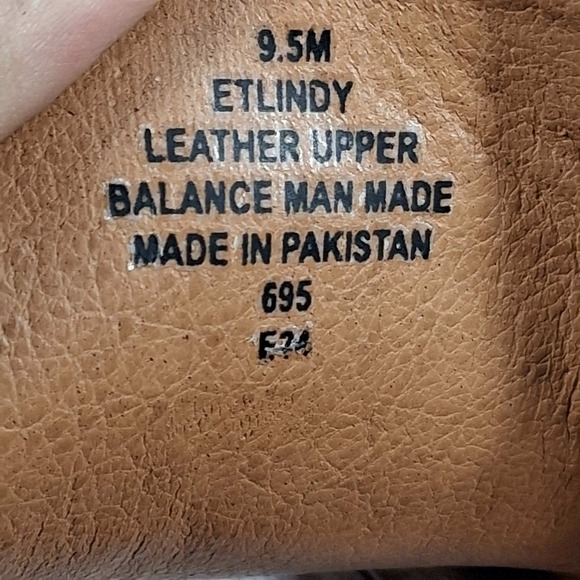 9.5M
ETLINDY
LEATHER UPPER
BALANCE MAN MADE
MADE IN PAKISTAN
695